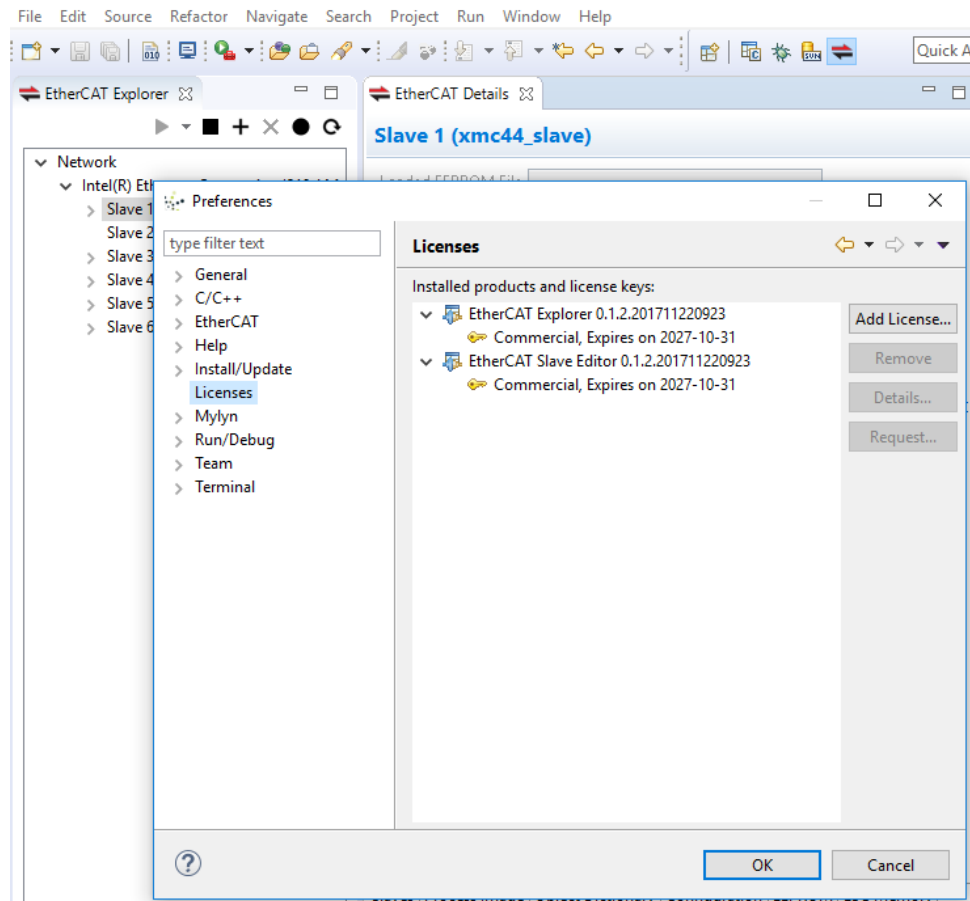 File Edit Source Refactor Navigate Search Project Run Window Help
Quick A
EtherCAT Explorer
EtherCAT Details
Slave 1 (xmc44_slave)
Network
Intel(R)
Slave 1
Slave 2
Slave 3
Slave 4
Slave 5
Slave 6
Preferences
type filter text
General
C/C++
EtherCAT
Help
Install/Update
Licenses
Mylyn
Run/Debug
Team
Terminal
Licenses
Installed products and license keys:
EtherCAT Explorer 0.1.2.201711220923
Commercial, Expires on 2027-10-31
EtherCAT Slave Editor 0.1.2.201711220923
Commercial, Expires on 2027-10-31
Add License...
Remove
Details...
Request...
OK
Cancel